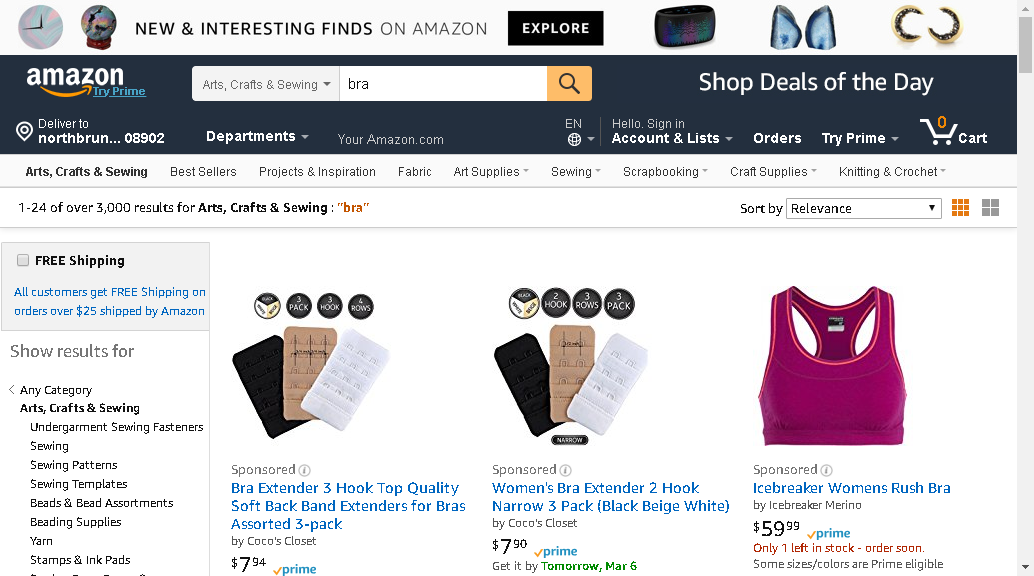 NEW & INTERESTING FINDS ON AMAZON EXPLORE
amazon
Try Prime
Arts, Crafts & Sewing bra
Shop Deals of the Day
Deliver to
northbrun... 08902
Departments
Your Amazon.com
EN
Hello. Sign in
Account & Lists
Orders
Try Prime
0
Cart
Arts, Crafts & Sewing Best Sellers Projects & Inspiration Fabric Art Supplies Sewing Scrapbooking Craft Supplies Knitting & Crochet
1-24 of over 3,000 results for Arts, Crafts & Sewing : "bra"
Sort by Relevance
FREE Shipping
All customers get FREE Shipping on
orders over $25 shipped by Amazon
Show results for
Any Category
Arts, Crafts & Sewing
Undergarment Sewing Fasteners
Sewing
Sewing Patterns
Sewing Templates
Beads & Bead Assortments
Beading Supplies
Yarn
Stamps & Ink Pads
BLACK
3 PACK
3 HOOK
4 ROWS
Sponsored
Bra Extender 3 Hook Top Quality
Soft Back Band Extenders for Bras
Assorted 3-pack
by Coco's Closet
$7 94 prime
BLACK
2 HOOK
3 ROWS
3 PACK
NARROW
Sponsored
Women's Bra Extender 2 Hook
Narrow 3 Pack (Black Beige White)
by Coco's Closet
$7 90 prime
Get it by Tomorrow, Mar 6
Sponsored
Icebreaker Womens Rush Bra
by Icebreaker Merino
$59 99 prime
Only 1 left in stock - order soon.
Some sizes/colors are Prime eligible